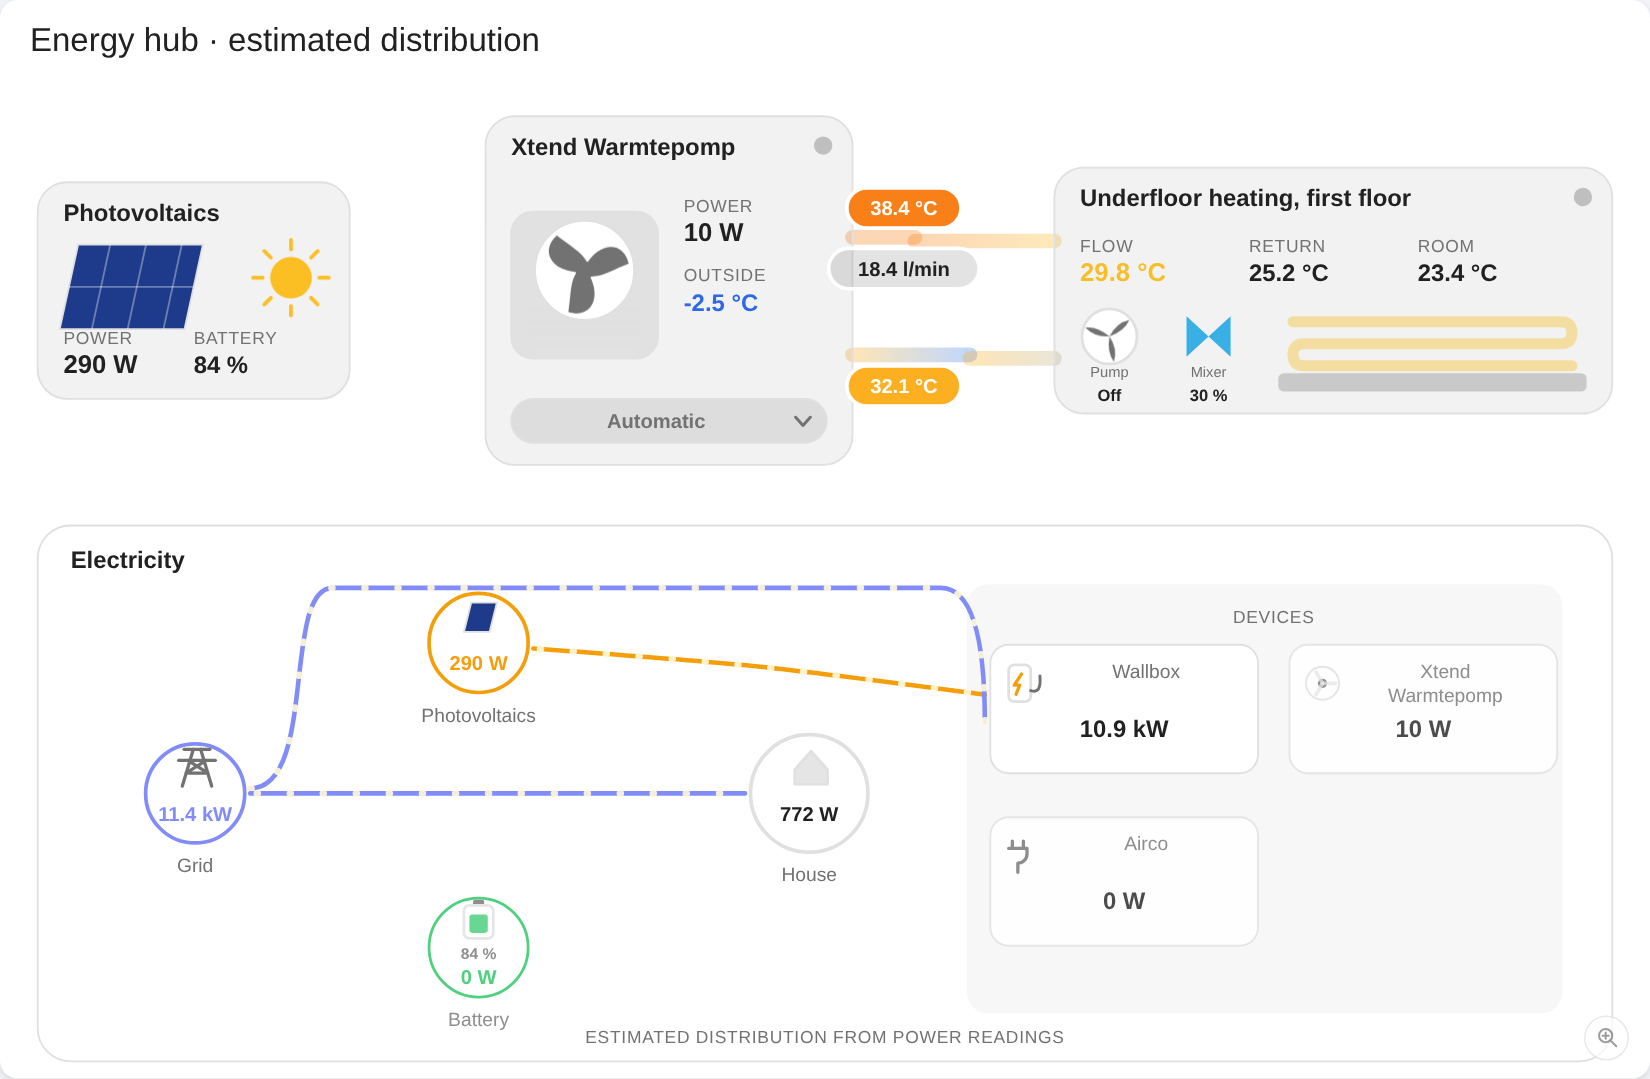 Energy hub · estimated distribution
Photovoltaics
POWER
290 W
BATTERY
84 %
Xtend Warmtepomp
POWER
10 W
OUTSIDE
-2.5 °C
Automatic
38.4 °C
18.4 l/min
32.1 °C
Underfloor heating, first floor
FLOW
29.8 °C
RETURN
25.2 °C
ROOM
23.4 °C
Pump
Off
Mixer
30 %
Electricity
290 W
Photovoltaics
11.4 kW
Grid
772 W
House
84 %
0 W
Battery
DEVICES
Wallbox
10.9 kW
Xtend
Warmtepomp
10 W
Airco
0 W
ESTIMATED DISTRIBUTION FROM POWER READINGS